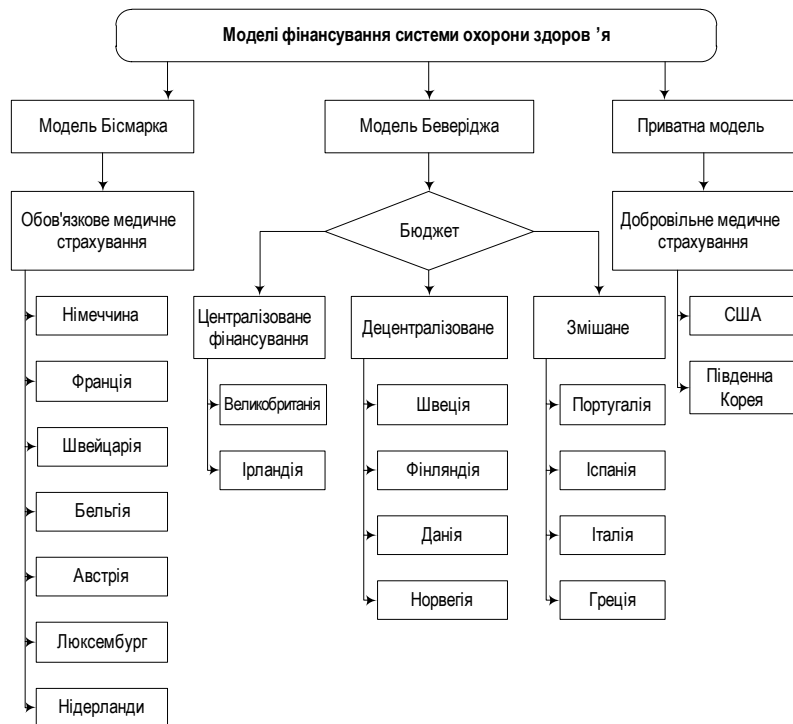 Моделі фінансування системи охорони здоров ’я
Модель Бісмарка
Модель Беверіджа
Приватна модель
Обов'язкове медичне
страхування
Бюджет
Добровільне медичне
страхування
Німеччина
Франція
Швейцарія
Бельгія
Австрія
Люксембург
Нідерланди
Централізоване
фінансування
Великобританія
Ірландія
Децентралізоване
Швеція
Фінляндія
Данія
Норвегія
Змішане
Португалія
Іспанія
Італія
Греція
США
Південна
Корея